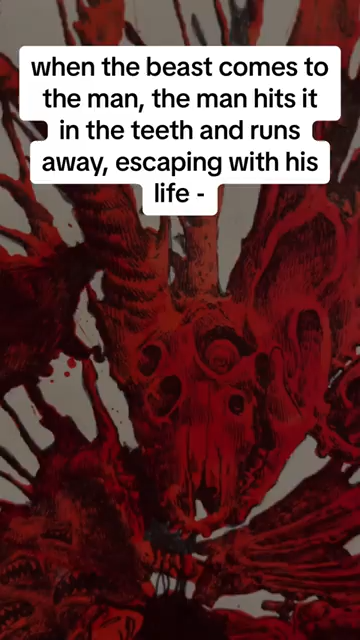 when the beast comes to
the man, the man hits it
in the teeth and runs
away, escaping with his
life -